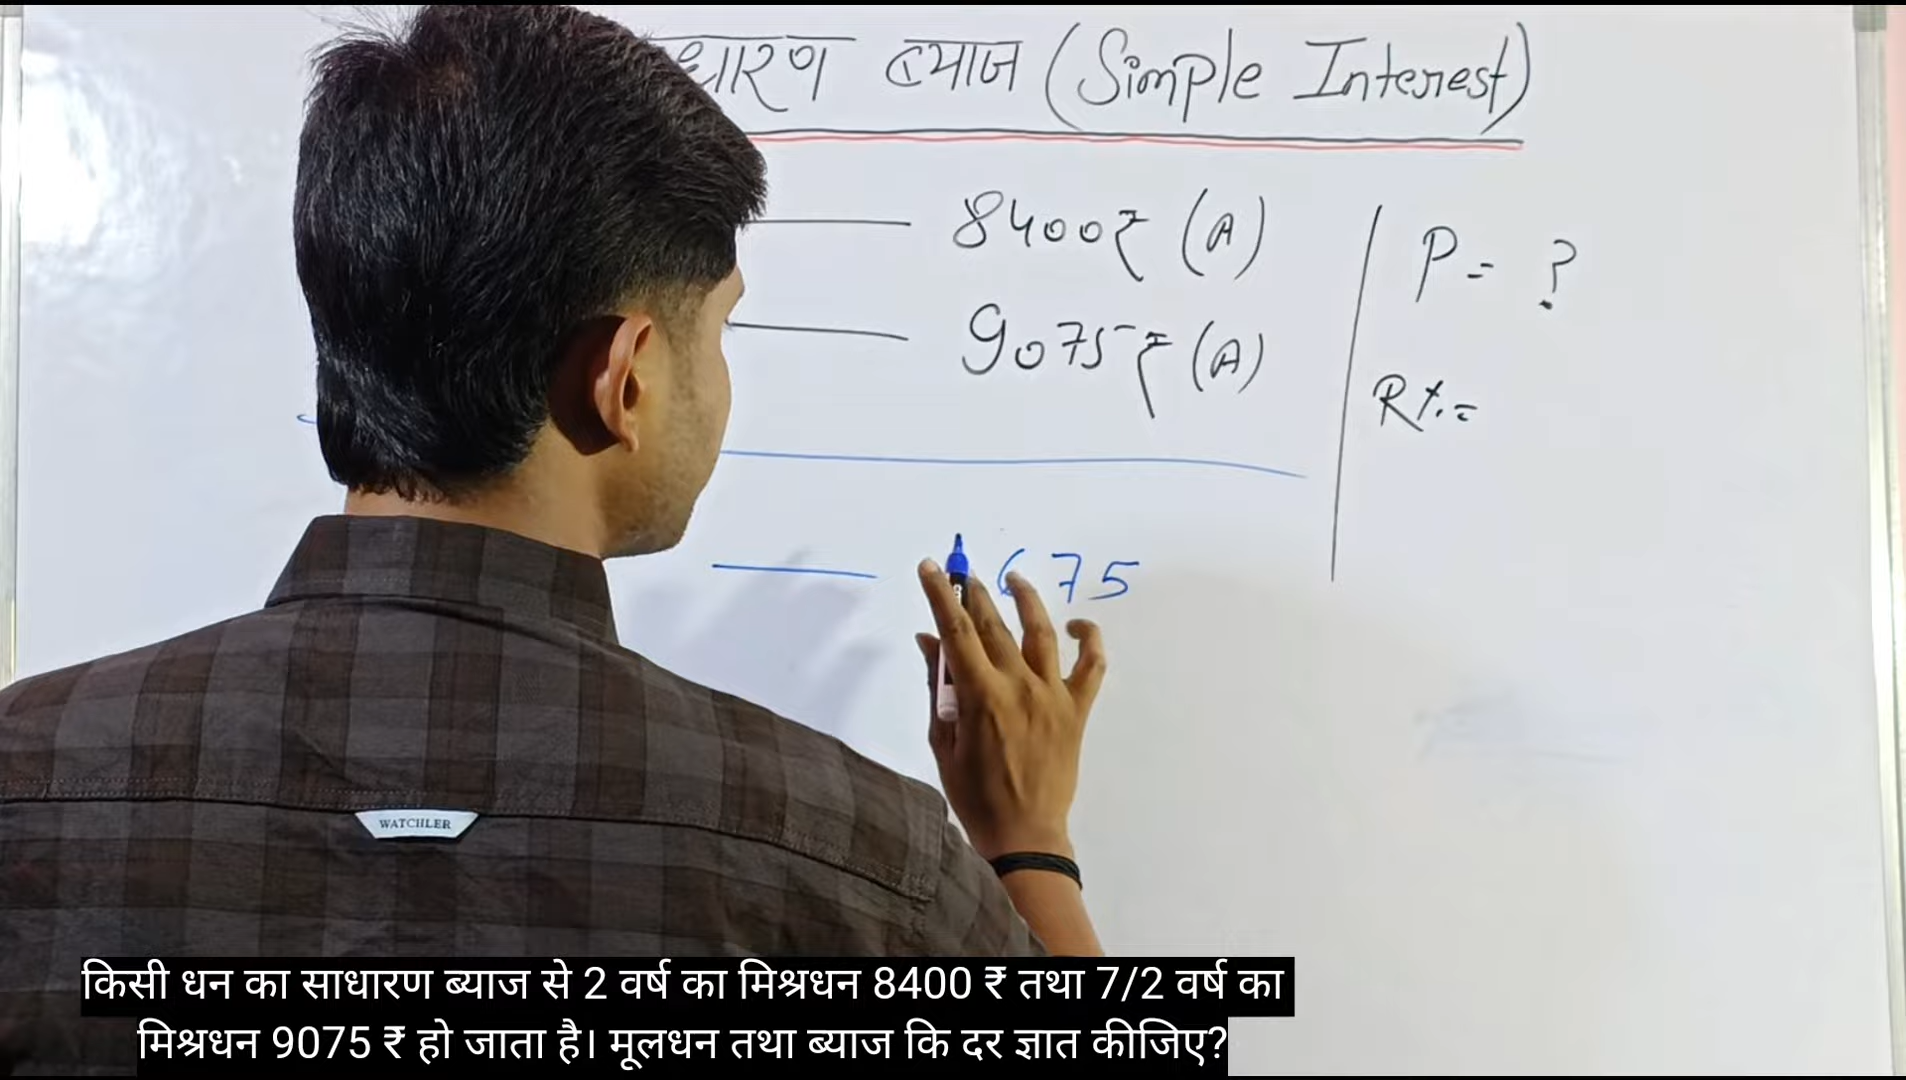 धारण ब्याज (Simple Interest)
8400₹ (A)
9075₹ (A)
P = ?
R%=
675
WATCHLER
किसी धन का साधारण ब्याज से 2 वर्ष का मिश्रधन 8400 ₹ तथा 7/2 वर्ष का
मिश्रधन 9075 ₹ हो जाता है। मूलधन तथा ब्याज कि दर ज्ञात कीजिए?